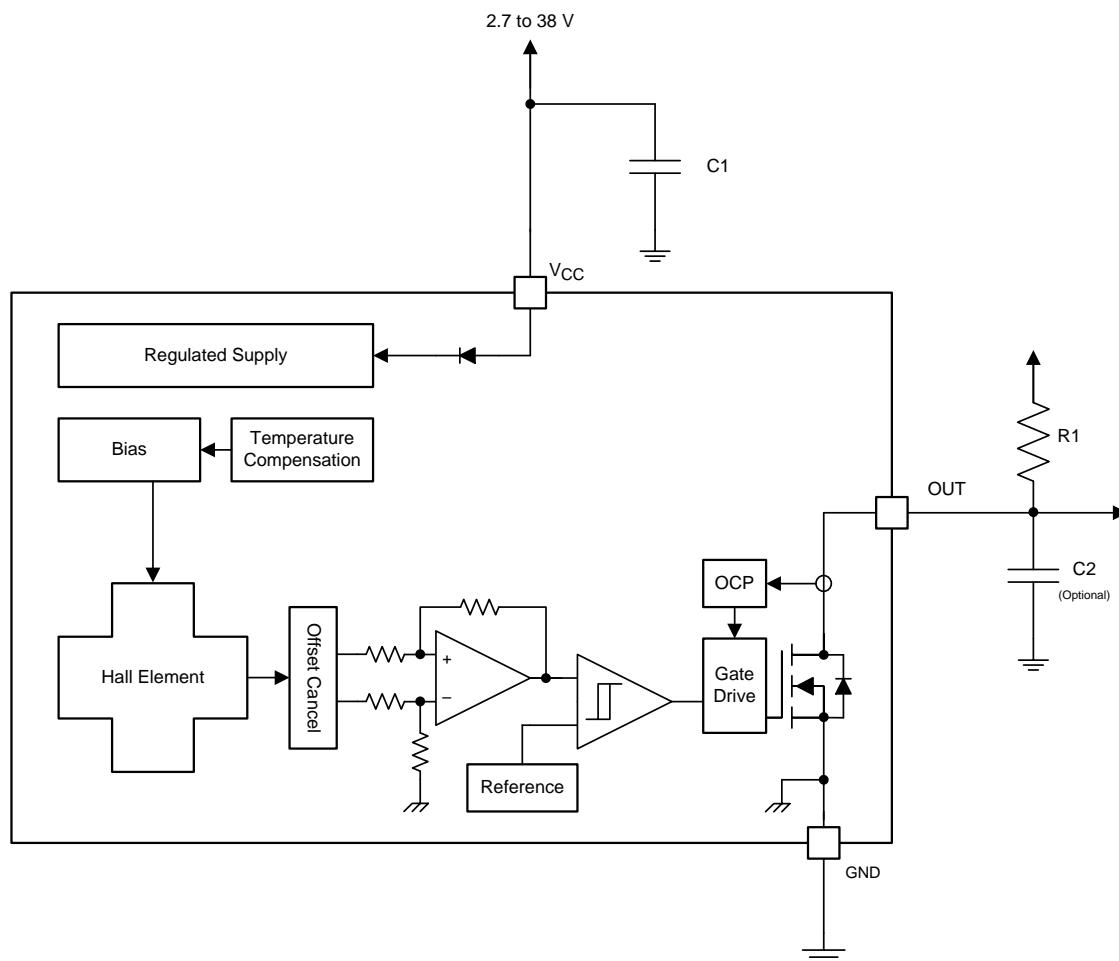 2.7 to 38 V
C1
VCC
Regulated Supply
Bias
Temperature
Compensation
R1
OUT
OCP
C2
(Optional)
Hall Element
Offset Cancel
+
–
Gate
Drive
Reference
GND